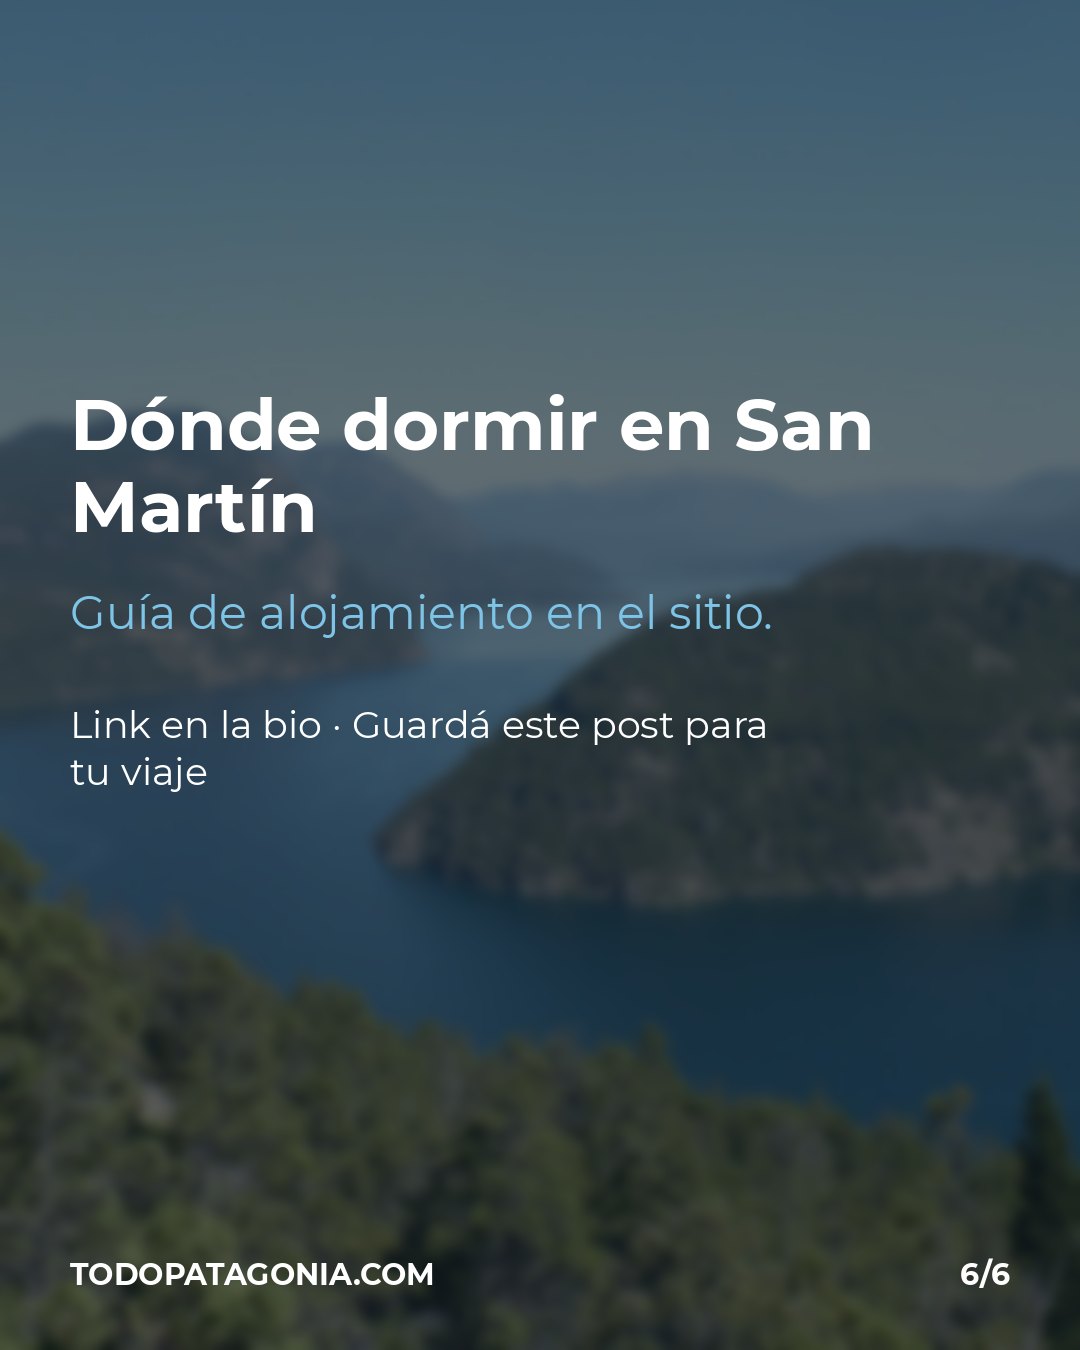 Dónde dormir en San
Martín
Guía de alojamiento en el sitio.
Link en la bio · Guardá este post para
tu viaje
TODOPATAGONIA.COM
6/6